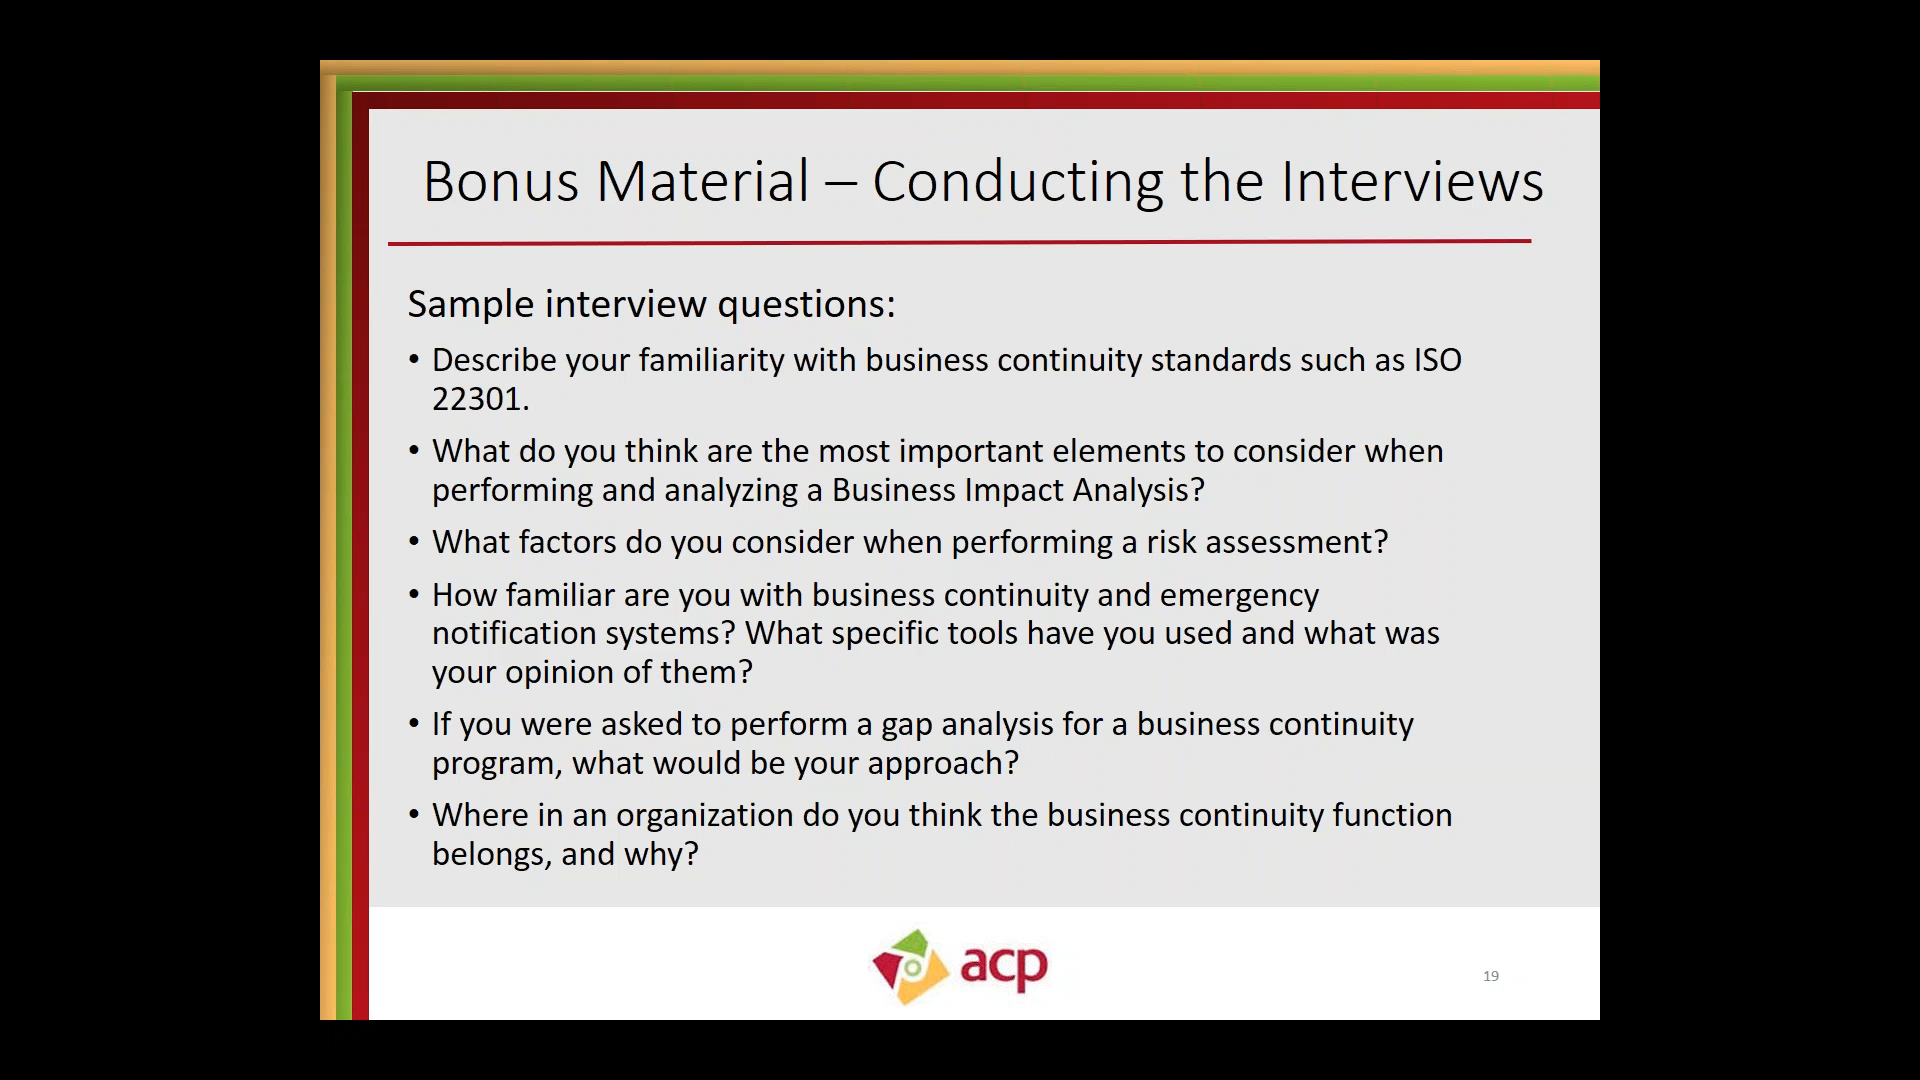 Bonus Material – Conducting the Interviews
Sample interview questions:
• Describe your familiarity with business continuity standards such as ISO
22301.
• What do you think are the most important elements to consider when
performing and analyzing a Business Impact Analysis?
• What factors do you consider when performing a risk assessment?
• How familiar are you with business continuity and emergency
notification systems? What specific tools have you used and what was
your opinion of them?
• If you were asked to perform a gap analysis for a business continuity
program, what would be your approach?
• Where in an organization do you think the business continuity function
belongs, and why?
acp
19